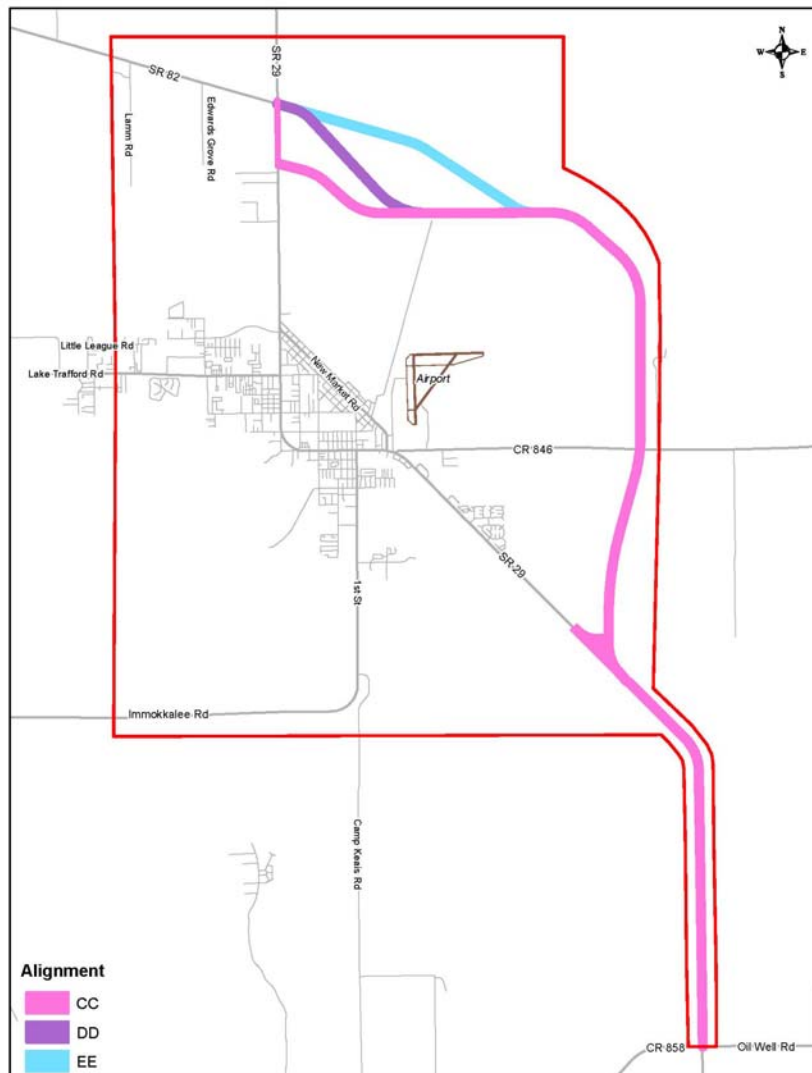 N
W E
S
SR 29
SR 82
Lamm Rd
Edwards Grove Rd
Little League Rd
Lake Trafford Rd
New Market Rd
Airport
CR 846
SR 29
1st St
Immokkalee Rd
Camp Keais Rd
Alignment
CC
DD
EE
CR 858
Oil Well Rd